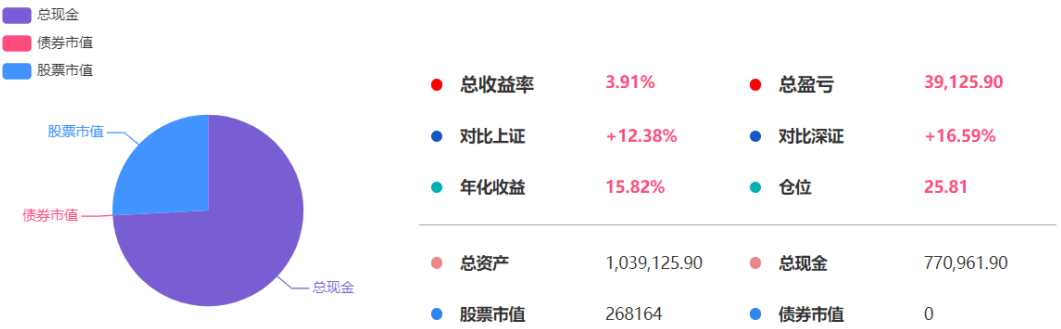 总现金
债券市值
股票市值
股票市值
债券市值
总现金
总收益率 3.91% 总盈亏 39,125.90
对比上证 +12.38% 对比深证 +16.59%
年化收益 15.82% 仓位 25.81
总资产 1,039,125.90 总现金 770,961.90
股票市值 268164 债券市值 0